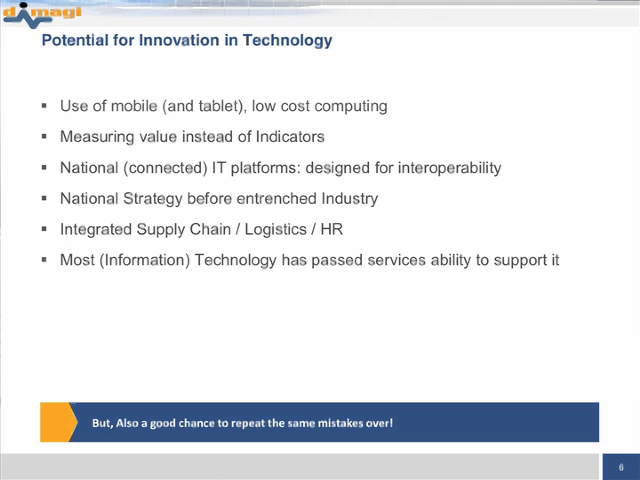 dimagi
Potential for Innovation in Technology
▪ Use of mobile (and tablet), low cost computing
▪ Measuring value instead of Indicators
▪ National (connected) IT platforms: designed for interoperability
▪ National Strategy before entrenched Industry
▪ Integrated Supply Chain / Logistics / HR
▪ Most (Information) Technology has passed services ability to support it
But, Also a good chance to repeat the same mistakes over!
6